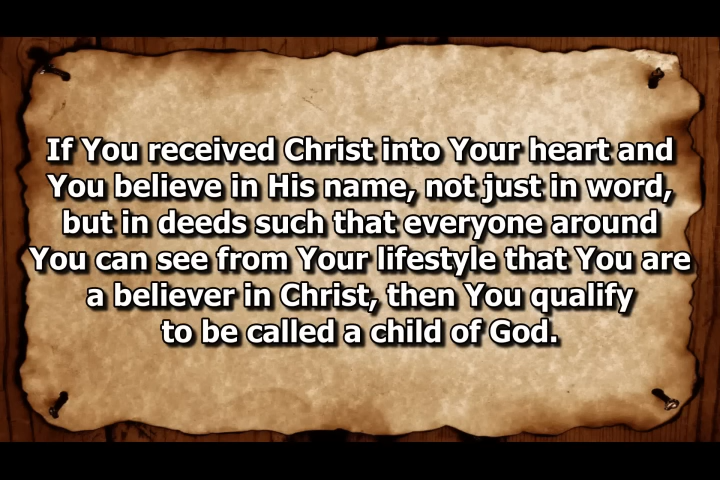 If You received Christ into Your heart and
You believe in His name, not just in word,
but in deeds such that everyone around
You can see from Your lifestyle that You are
a believer in Christ, then You qualify
to be called a child of God.